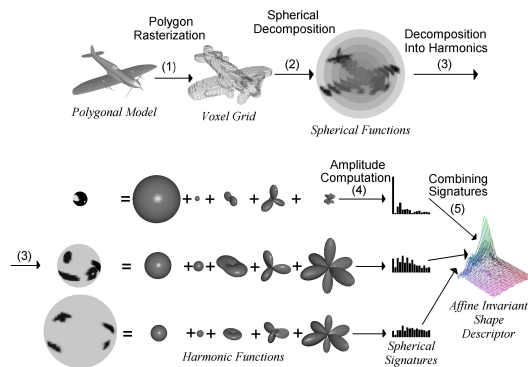 Polygon
Rasterization
(1)
Spherical
Decomposition
(2)
Decomposition
Into Harmonics
(3)
Polygonal Model
Voxel Grid
Spherical Functions
Amplitude
Computation
(4)
Combining
Signatures
(5)
= + + + +
(3)
= + + + +
= + + + +
Harmonic Functions
Spherical
Signatures
Affine Invariant
Shape
Descriptor